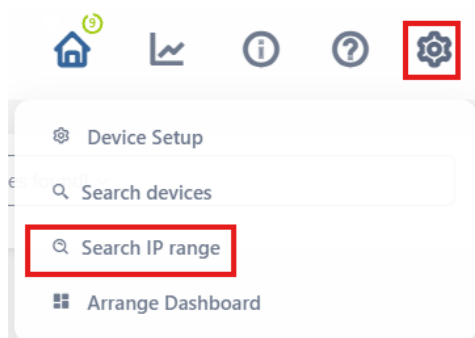 9
Device Setup
Search devices
Search IP range
Arrange Dashboard